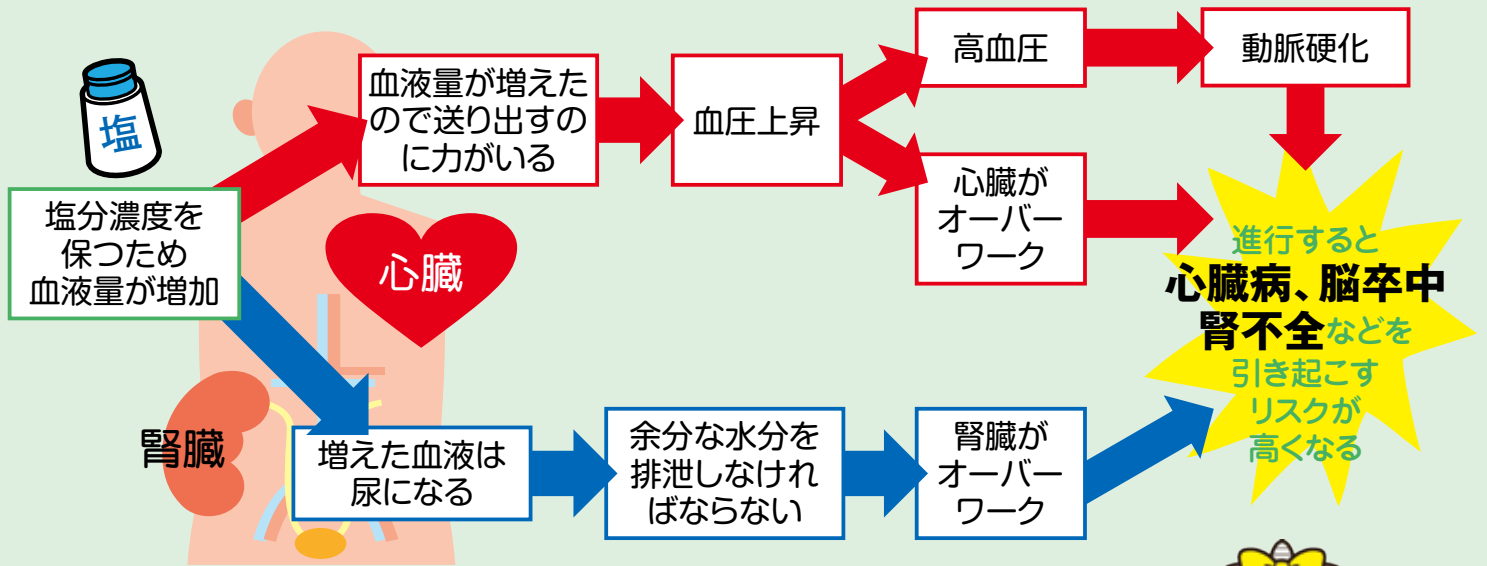 塩
塩分濃度を
保つため
血液量が増加
血液量が増えた
ので送り出すの
に力がいる
血圧上昇
高血圧
動脈硬化
心臓が
オーバー
ワーク
心臓
腎臓
増えた血液は
尿になる
余分な水分を
排泄しなけれ
ばならない
腎臓が
オーバー
ワーク
進行すると
心臓病、脳卒中
腎不全などを
引き起こす
リスクが
高くなる